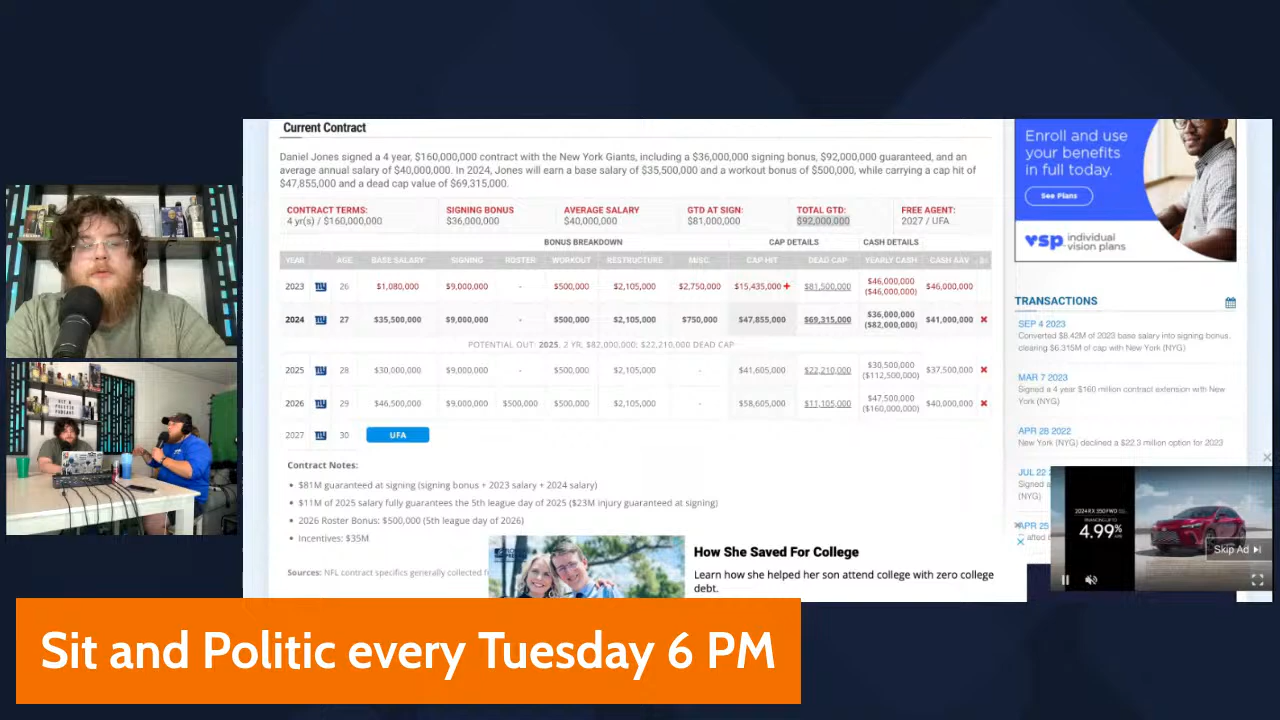 Current Contract
Daniel Jones signed a 4 year, $160,000,000 contract with the New York Giants, including a $36,000,000 signing bonus, $92,000,000 guaranteed, and an
average annual salary of $40,000,000. In 2024, Jones will earn a base salary of $35,500,000 and a workout bonus of $500,000, while carrying a cap hit of
$47,855,000 and a dead cap value of $69,315,000.
CONTRACT TERMS: SIGNING BONUS AVERAGE SALARY GTD AT SIGN: TOTAL GTD: FREE AGENT:
4 yr(s) / $160,000,000 $36,000,000 $40,000,000 $81,000,000 $92,000,000 2027 / UFA
BONUS BREAKDOWN CAP DETAILS CASH DETAILS
YEAR AGE BASE SALARY SIGNING ROSTER WORKOUT RESTRUCTURE MISC. CAP HIT DEAD CAP YEARLY CASH CASH AAV
2023 26 $1,080,000 $9,000,000 - $500,000 $2,105,000 $2,750,000 $15,435,000 + $81,500,000 $46,000,000 $46,000,000
($46,000,000)
2024 27 $35,500,000 $9,000,000 - $500,000 $2,105,000 $750,000 $47,855,000 $69,315,000 $36,000,000 $41,000,000
($82,000,000)
POTENTIAL OUT: 2025, 2 YR, $82,000,000; $22,210,000 DEAD CAP
2025 28 $30,000,000 $9,000,000 - $500,000 $2,105,000 - $41,605,000 $22,210,000 $30,500,000 $37,500,000
($112,500,000)
2026 29 $46,500,000 $9,000,000 $500,000 $500,000 $2,105,000 - $58,605,000 $11,105,000 $47,500,000 $40,000,000
($160,000,000)
2027 30 UFA
Contract Notes:
• $81M guaranteed at signing (signing bonus + 2023 salary + 2024 salary)
• $11M of 2025 salary fully guarantees the 5th league day of 2025 ($23M injury guaranteed at signing)
• 2026 Roster Bonus: $500,000 (5th league day of 2026)
• Incentives: $35M
Sources: NFL contract specifics generally collected f
How She Saved For College
Learn how she helped her son attend college with zero college
debt.
Enroll and use
your benefits
in full today.
See Plans
vsp individual
vision plans
TRANSACTIONS
SEP 4 2023
Converted $8.42M of 2023 base salary into signing bonus,
clearing $6.315M of cap with New York (NYG)
MAR 7 2023
Signed a 4 year $160 million contract extension with New
York (NYG)
APR 28 2022
New York (NYG) declined a $22.3 million option for 2023
JUL 22
Signed a
(NYG)
APR 25
2024 RX 350 FWD
4.99%
Skip Ad
Sit and Politic every Tuesday 6 PM